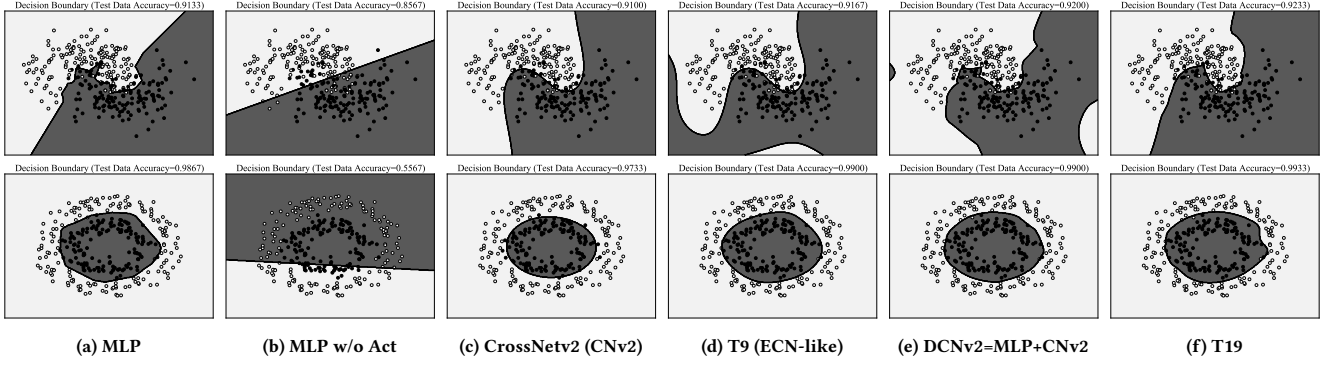 Decision Boundary (Test Data Accuracy=0.9133)
Decision Boundary (Test Data Accuracy=0.8567)
Decision Boundary (Test Data Accuracy=0.9100)
Decision Boundary (Test Data Accuracy=0.9167)
Decision Boundary (Test Data Accuracy=0.9200)
Decision Boundary (Test Data Accuracy=0.9233)
Decision Boundary (Test Data Accuracy=0.9867)
Decision Boundary (Test Data Accuracy=0.5567)
Decision Boundary (Test Data Accuracy=0.9733)
Decision Boundary (Test Data Accuracy=0.9900)
Decision Boundary (Test Data Accuracy=0.9900)
Decision Boundary (Test Data Accuracy=0.9933)
(a) MLP
(b) MLP w/o Act
(c) CrossNetv2 (CNv2)
(d) T9 (ECN-like)
(e) DCNv2=MLP+CNv2
(f) T19